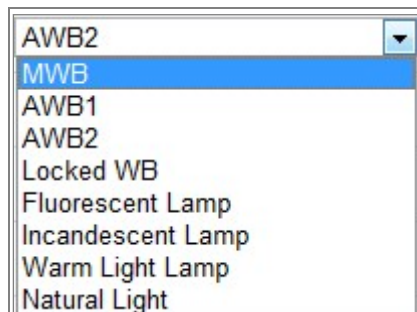 AWB2
MWB
AWB1
AWB2
Locked WB
Fluorescent Lamp
Incandescent Lamp
Warm Light Lamp
Natural Light